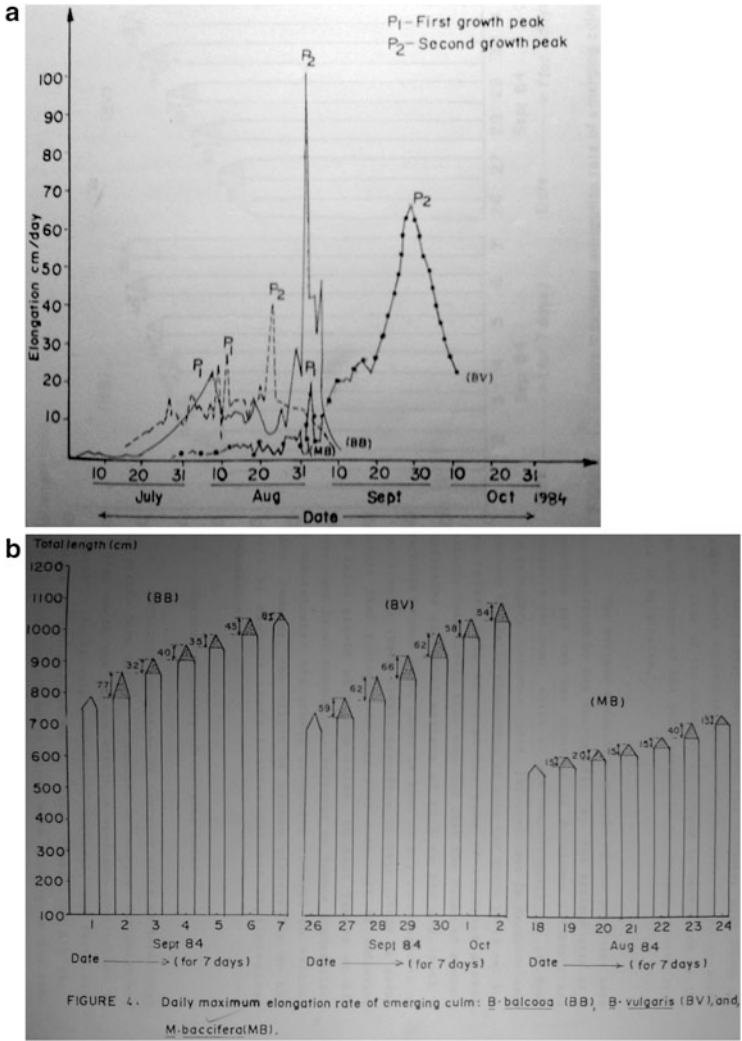 a
P1-First growth peak
P2-Second growth peak
Elongation cm/day
100
90
80
70
60
50
40
30
20
10
P1
P1
P2
P2
P1
P2
(MB)
(BB)
(BV)
10 20 31 10 20 31 10 20 30 10 20 31
July Aug Sept Oct 1984
Date
b
Total length (cm)
1200
1100
1000
900
800
700
600
500
400
300
200
100
(BB)
77 32 40 35 45
1 2 3 4 5 6 7
Sept 84
Date (for 7 days)
(BV)
59 62 66 62 58 54
26 27 28 29 30 1 2
Sept 84 Oct
Date (for 7 days)
(MB)
15 20 15 15 40 13
18 19 20 21 22 23 24
Aug 84
Date (for 7 days)
FIGURE 4. Daily maximum elongation rate of emerging culm: B·balcooa (BB), B·vulgaris (BV), and,
M·baccifera(MB).